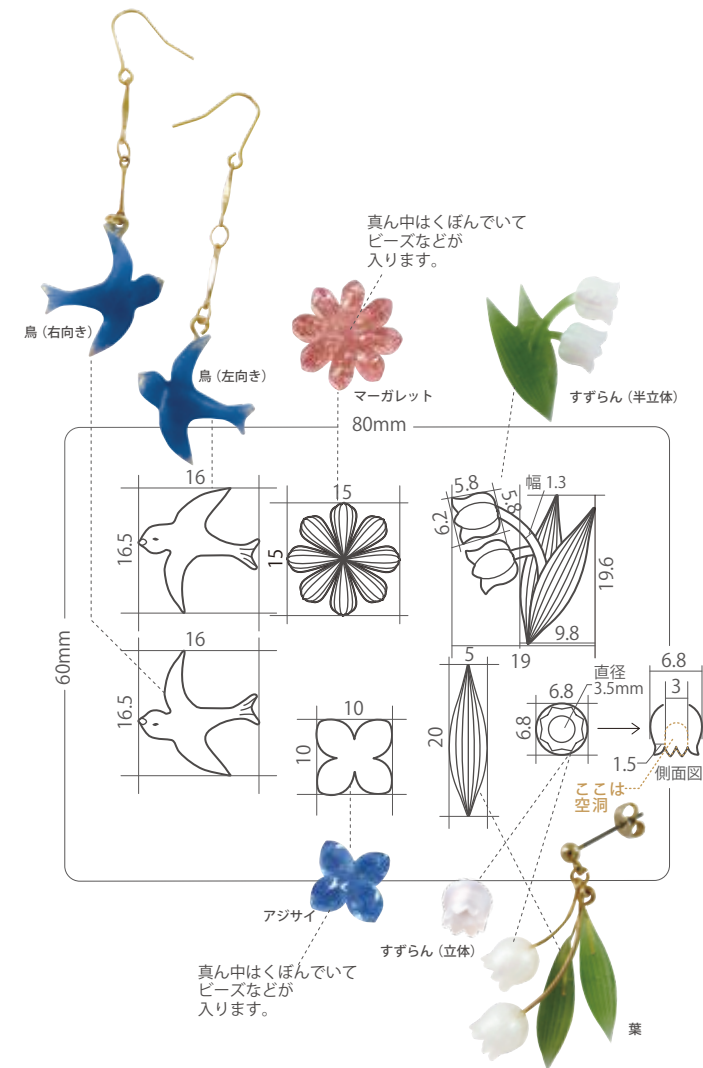 真ん中はくぼんでいて
ビーズなどが
入ります。
鳥（右向き）
鳥（左向き）
マーガレット
すずらん（半立体）
80mm
60mm
16
16.5
15
15
5.8
5.8
6.2
幅 1.3
19.6
9.8
19
16
16.5
10
10
5
20
6.8
6.8
直径
3.5mm
6.8
3
1.5
側面図
ここは
空洞
アジサイ
すずらん（立体）
真ん中はくぼんでいて
ビーズなどが
入ります。
葉